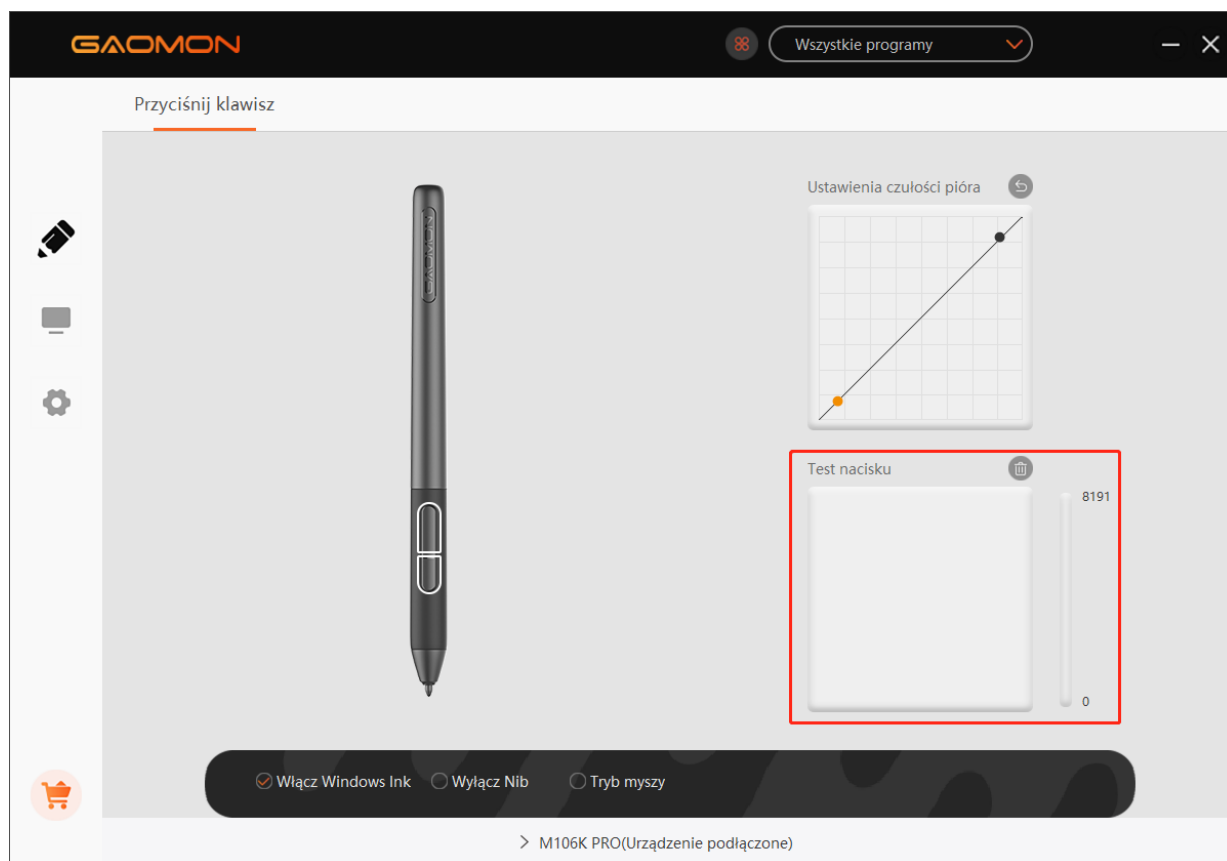 GAOMON
Wszystkie programy
Przyciśnij klawisz
GAOMON
Ustawienia czułości pióra
Test nacisku
8191
0
Włącz Windows Ink
Wyłącz Nib
Tryb myszy
M106K PRO(Urządzenie podłączone)